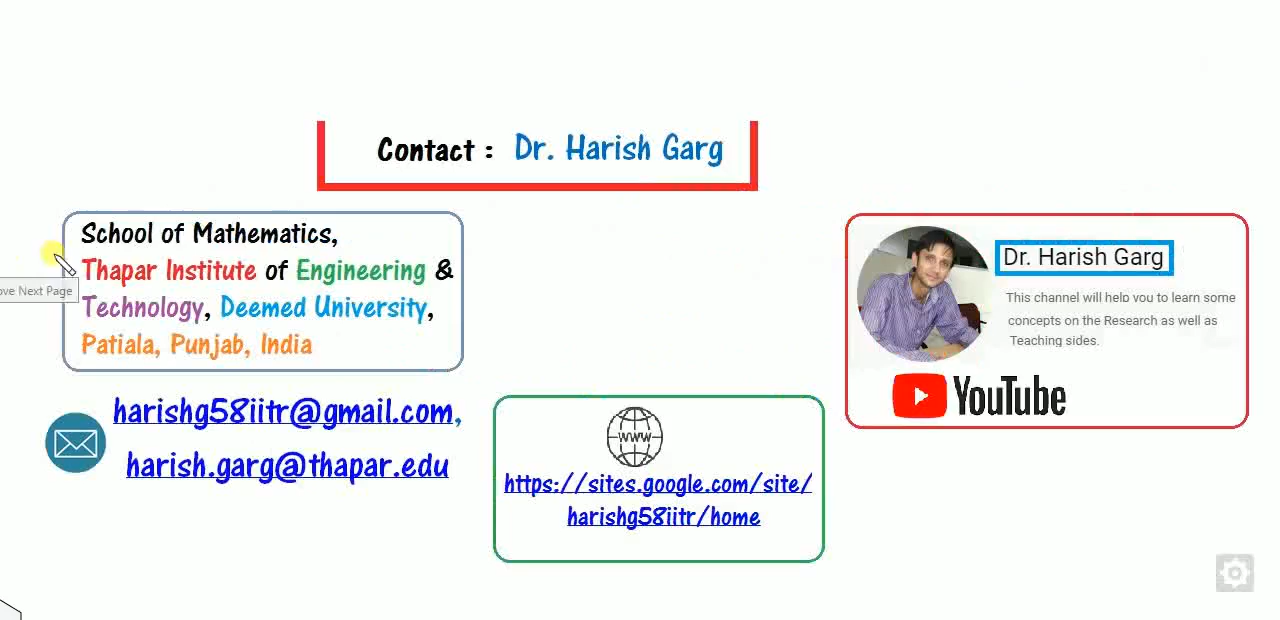 Contact : Dr. Harish Garg
School of Mathematics,
Thapar Institute of Engineering &
Technology, Deemed University,
Patiala, Punjab, India
ove Next Page
harishg58iitr@gmail.com,
harish.garg@thapar.edu
www
https://sites.google.com/site/
harishg58iitr/home
Dr. Harish Garg
This channel will help you to learn some
concepts on the Research as well as
Teaching sides.
YouTube